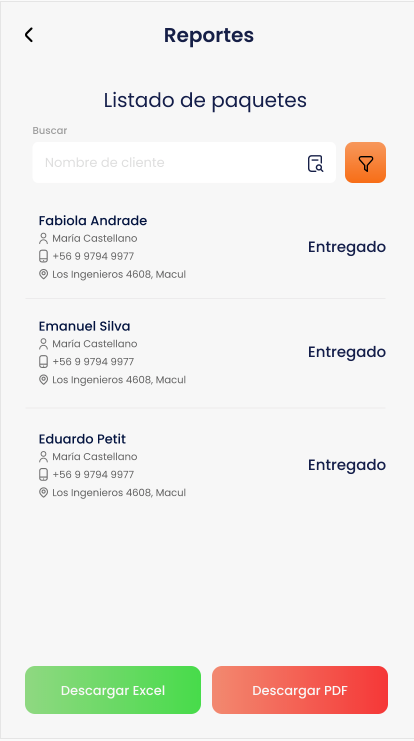 Reportes
Listado de paquetes
Buscar
Nombre de cliente
Fabiola Andrade
María Castellano
+56 9 9794 9977
Los Ingenieros 4608, Macul
Entregado
Emanuel Silva
María Castellano
+56 9 9794 9977
Los Ingenieros 4608, Macul
Entregado
Eduardo Petit
María Castellano
+56 9 9794 9977
Los Ingenieros 4608, Macul
Entregado
Descargar Excel
Descargar PDF